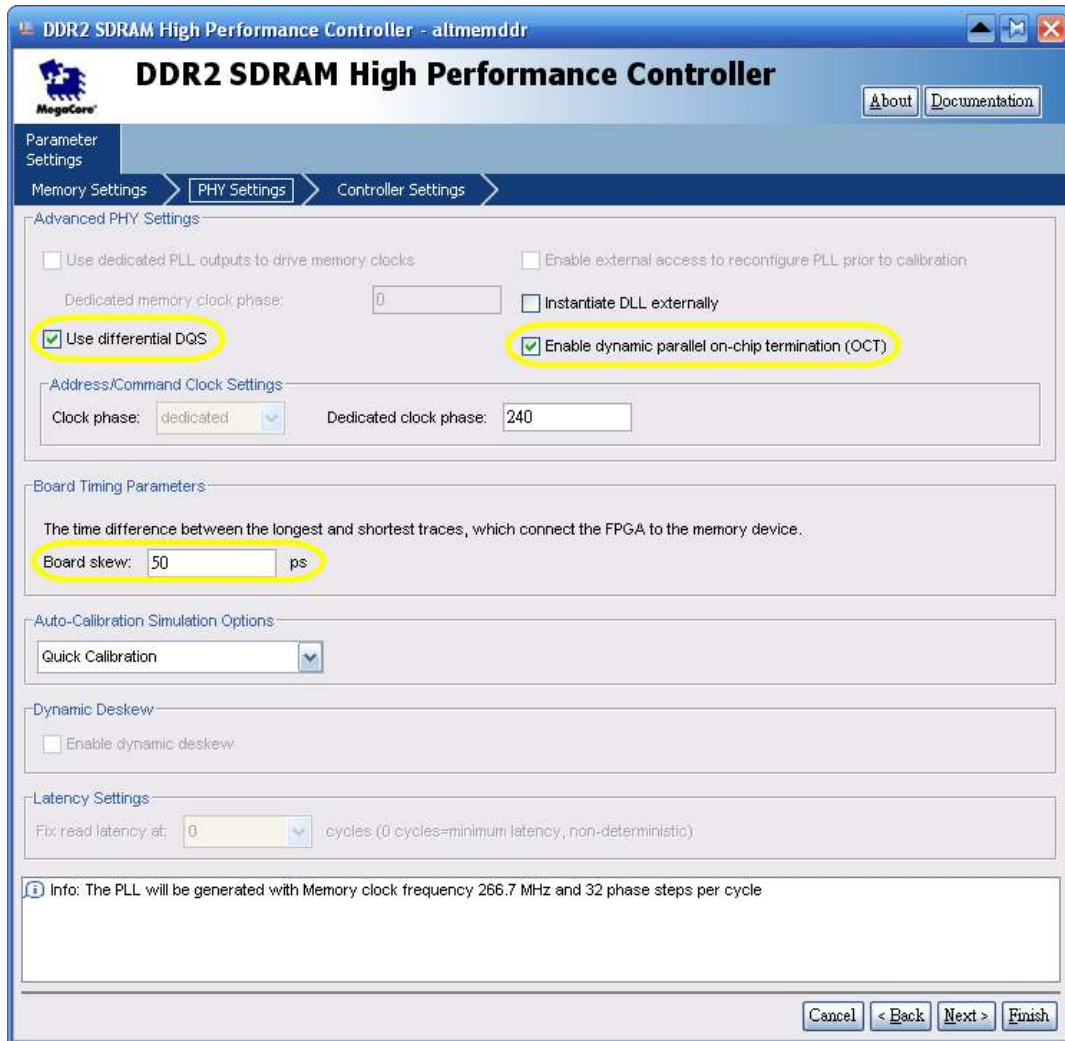 DDR2 SDRAM High Performance Controller - altmemddr
DDR2 SDRAM High Performance Controller
MegaCore®
About Documentation
Parameter
Settings
Memory Settings PHY Settings Controller Settings
Advanced PHY Settings
Use dedicated PLL outputs to drive memory clocks Enable external access to reconfigure PLL prior to calibration
Dedicated memory clock phase: 0 Instantiate DLL externally
Use differential DQS Enable dynamic parallel on-chip termination (OCT)
Address/Command Clock Settings
Clock phase: dedicated Dedicated clock phase: 240
Board Timing Parameters
The time difference between the longest and shortest traces, which connect the FPGA to the memory device.
Board skew: 50 ps
Auto-Calibration Simulation Options
Quick Calibration
Dynamic Deskew
Enable dynamic deskew
Latency Settings
Fix read latency at: 0 cycles (0 cycles=minimum latency, non-deterministic)
Info: The PLL will be generated with Memory clock frequency 266.7 MHz and 32 phase steps per cycle
Cancel < Back Next > Finish